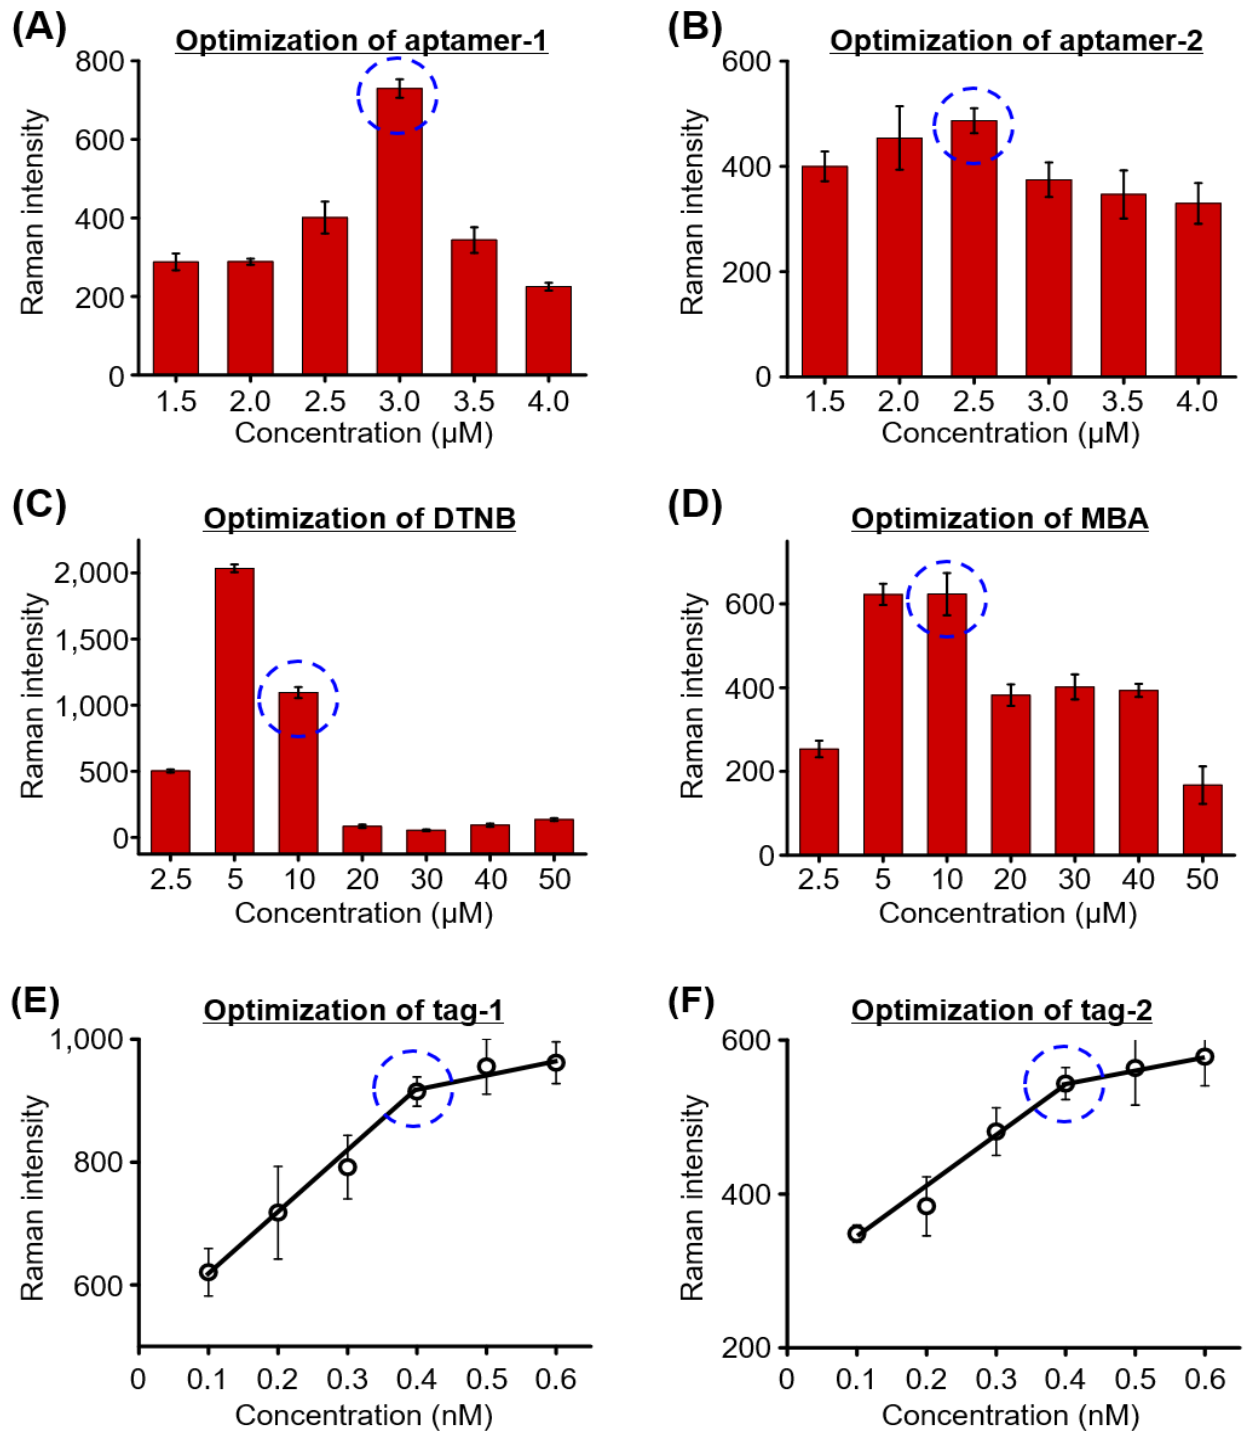 (A)
Optimization of aptamer-1
Raman intensity
800
600
400
200
0
1.5 2.0 2.5 3.0 3.5 4.0
Concentration (µM)
(B)
Optimization of aptamer-2
Raman intensity
600
400
200
0
1.5 2.0 2.5 3.0 3.5 4.0
Concentration (µM)
(C)
Optimization of DTNB
Raman intensity
2,000
1,500
1,000
500
0
2.5 5 10 20 30 40 50
Concentration (µM)
(D)
Optimization of MBA
Raman intensity
600
400
200
0
2.5 5 10 20 30 40 50
Concentration (µM)
(E)
Optimization of tag-1
Raman intensity
1,000
800
600
0 0.1 0.2 0.3 0.4 0.5 0.6
Concentration (nM)
(F)
Optimization of tag-2
Raman intensity
600
400
200
0 0.1 0.2 0.3 0.4 0.5 0.6
Concentration (nM)